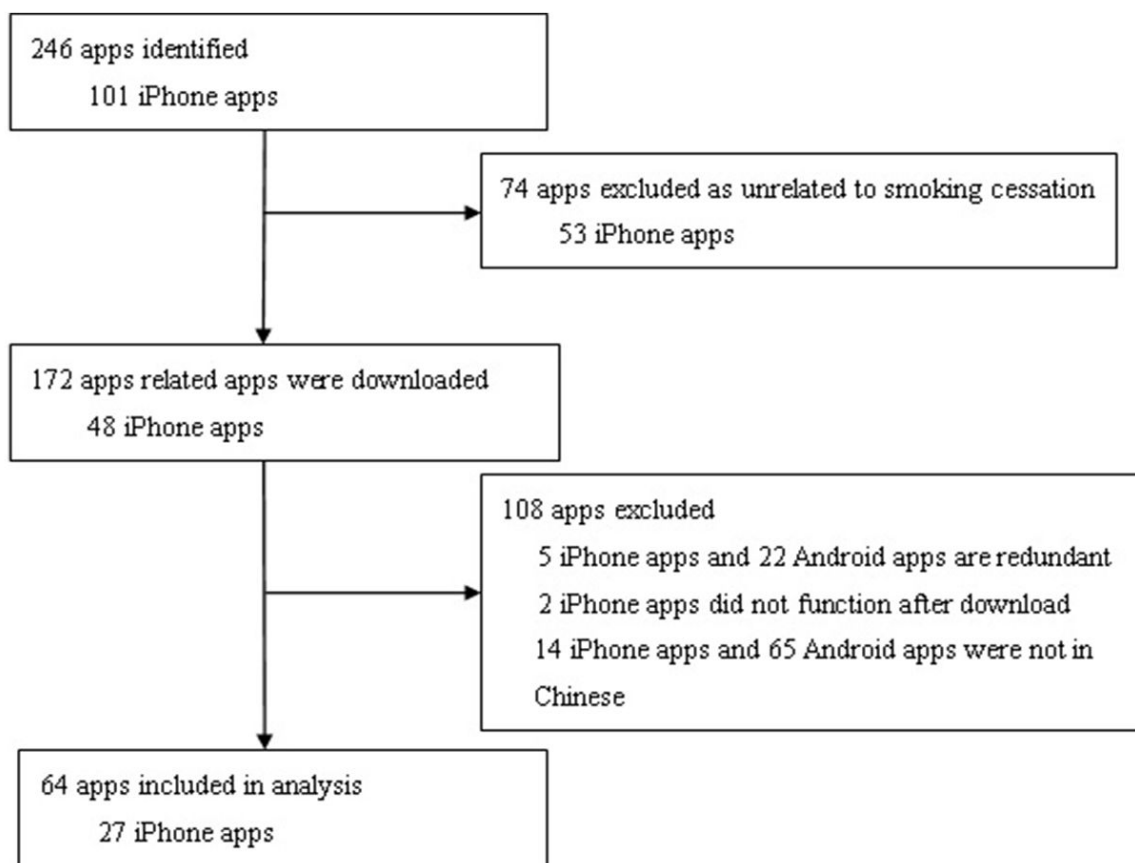 246 apps identified
101 iPhone apps
74 apps excluded as unrelated to smoking cessation
53 iPhone apps
172 apps related apps were downloaded
48 iPhone apps
108 apps excluded
5 iPhone apps and 22 Android apps are redundant
2 iPhone apps did not function after download
14 iPhone apps and 65 Android apps were not in
Chinese
64 apps included in analysis
27 iPhone apps